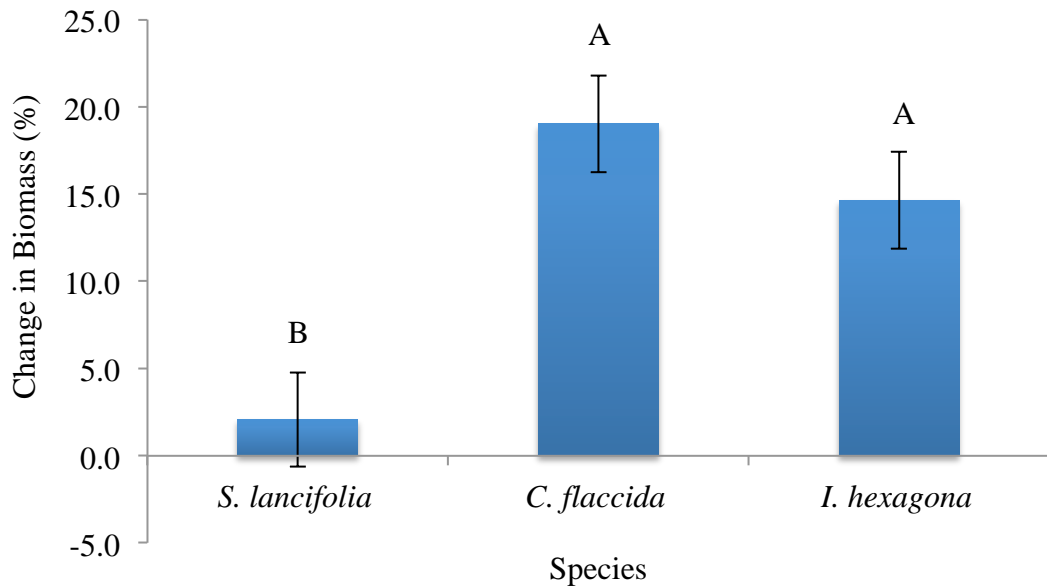 25.0
20.0
15.0
10.0
5.0
0.0
-5.0
Change in Biomass (%)
B
A
A
S. lancifolia
C. flaccida
I. hexagona
Species